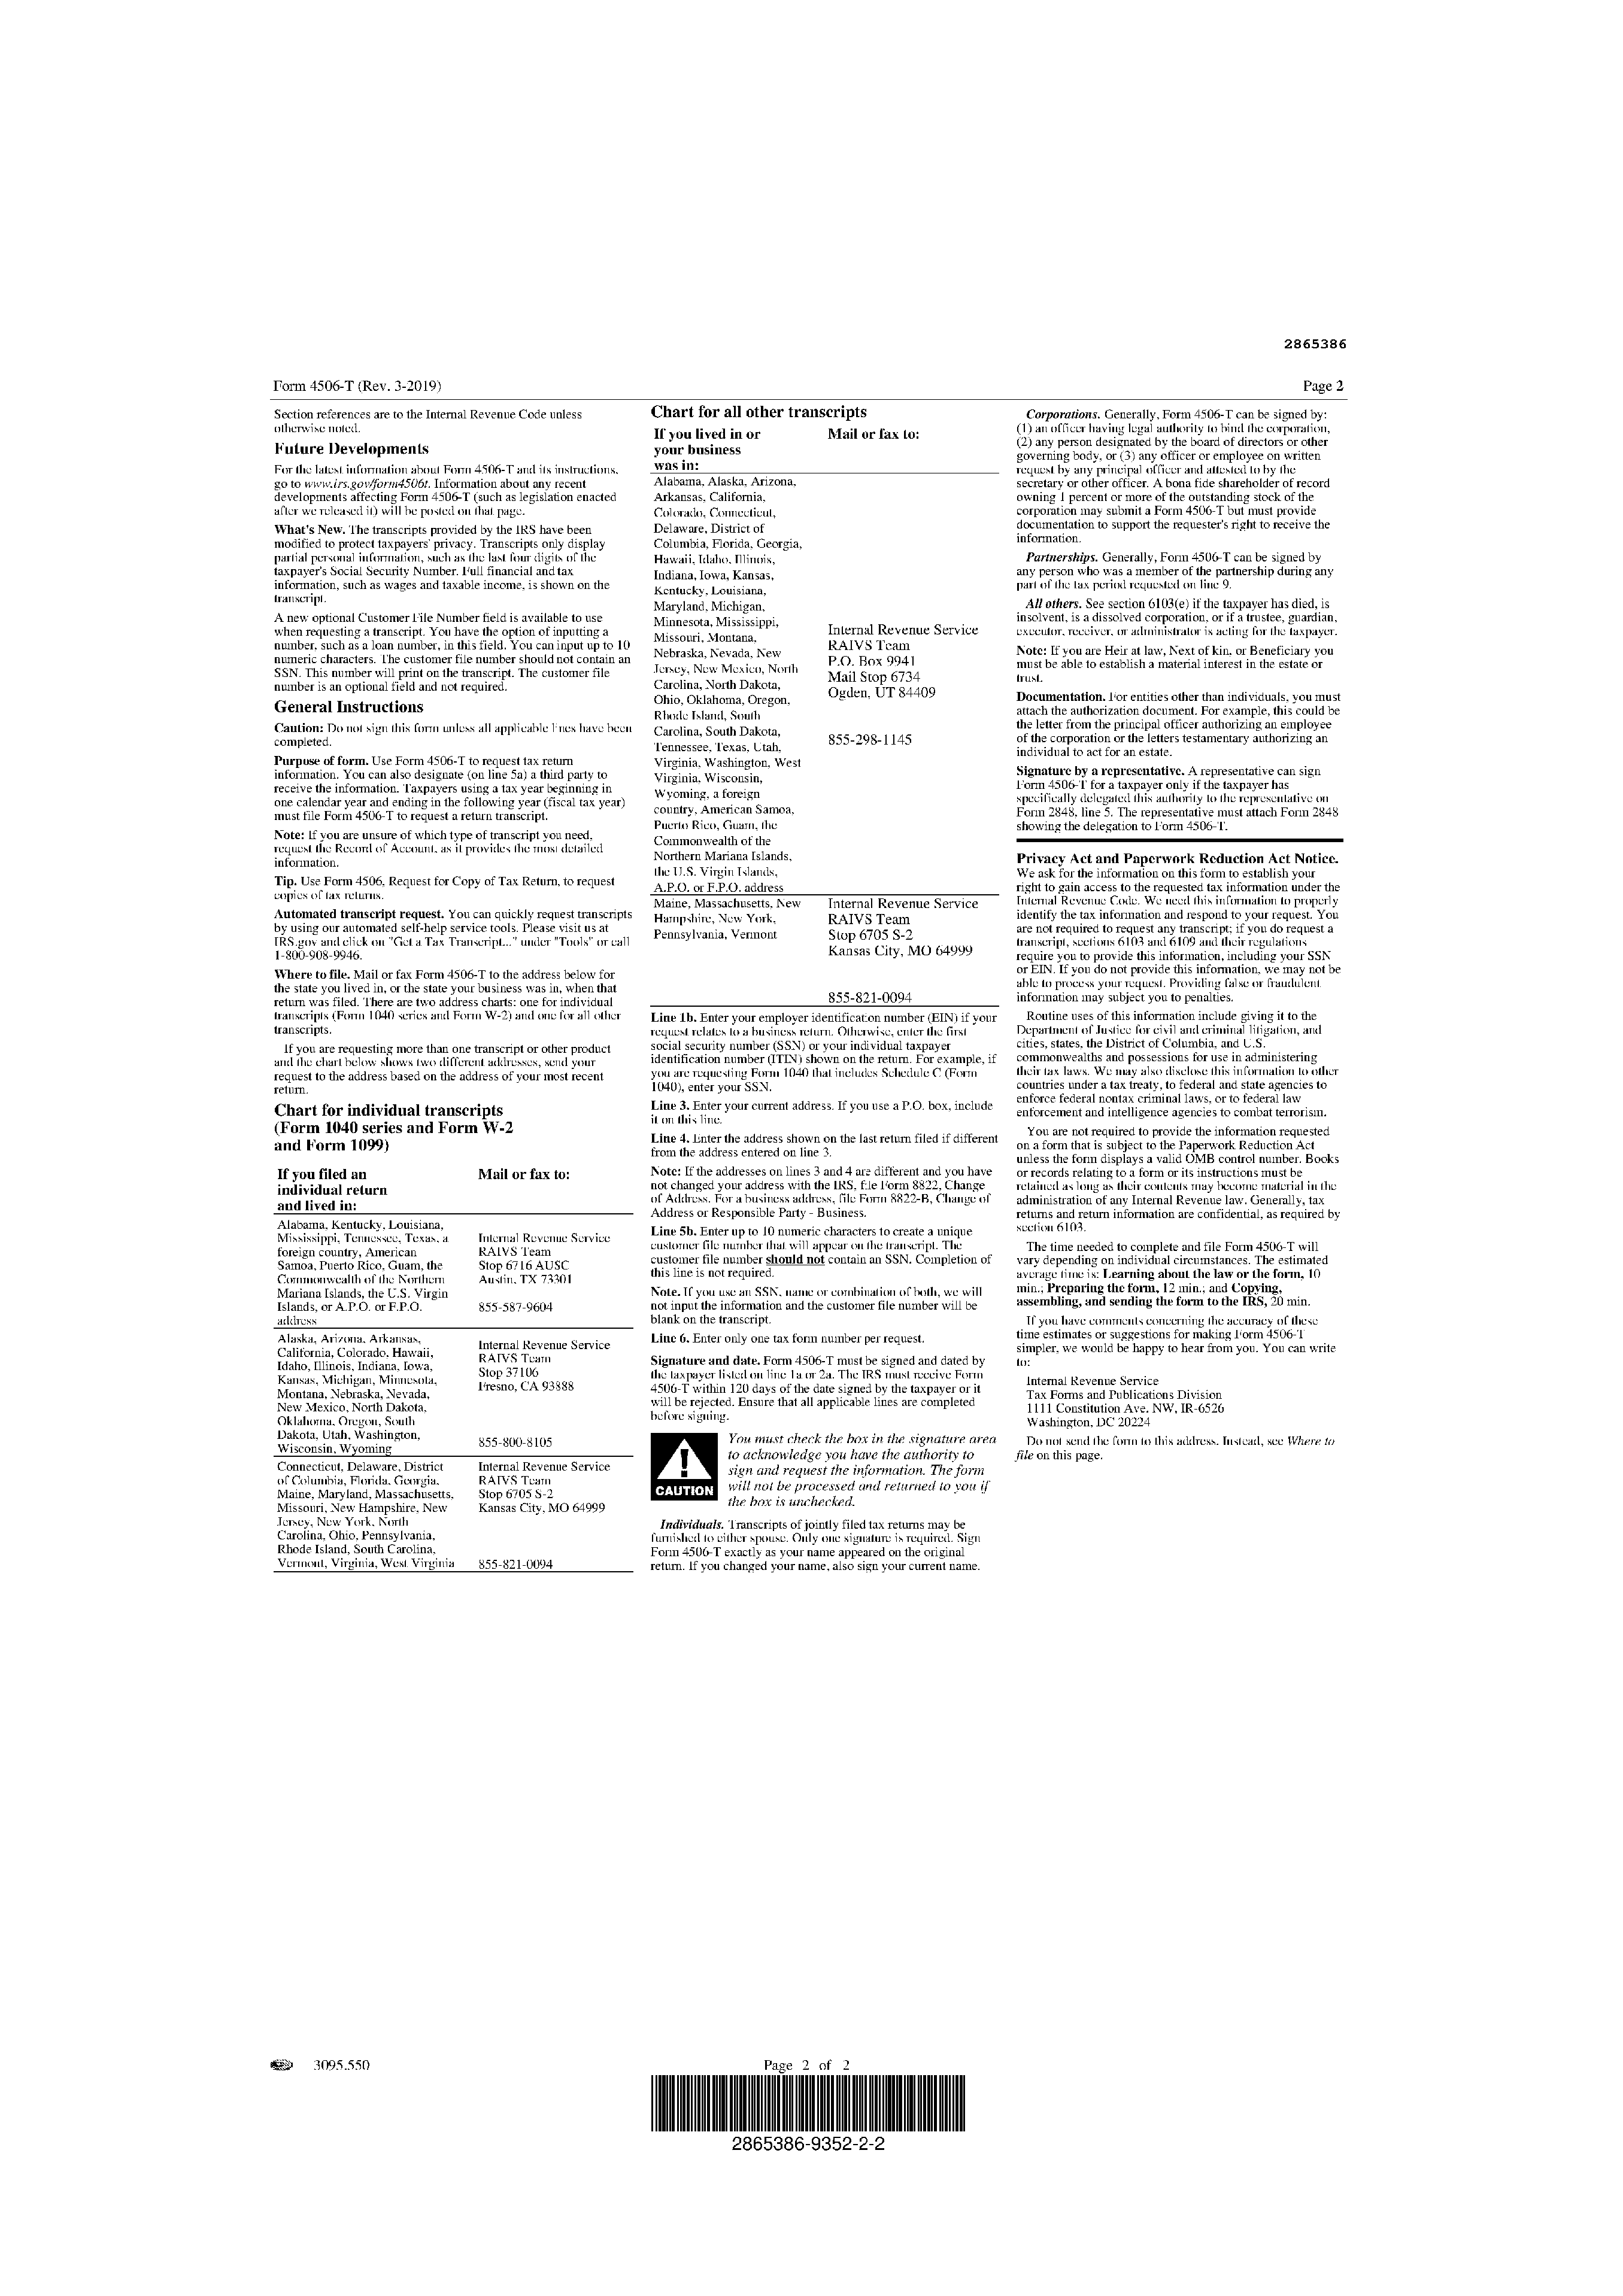 2865386
Form 4506-T (Rev. 3-2019)
Page 2
Section references are to the Internal Revenue Code unless
otherwise noted.
Future Developments
For the latest information about Form 4506-T and its instructions,
go to www.irs.gov/form4506t. Information about any recent
developments affecting Form 4506-T (such as legislation enacted
after we released it) will be posted on that page.
What's New. The transcripts provided by the IRS have been
modified to protect taxpayers' privacy. Transcripts only display
partial personal information, such as the last four digits of the
taxpayer's Social Security Number. Full financial and tax
information, such as wages and taxable income, is shown on the
transcript.
A new optional Customer File Number field is available to use
when requesting a transcript. You have the option of inputting a
number, such as a loan number, in this field. You can input up to 10
numeric characters. The customer file number should not contain an
SSN. This number will print on the transcript. The customer file
number is an optional field and not required.
General Instructions
Caution: Do not sign this form unless all applicable lines have been
completed.
Purpose of form. Use Form 4506-T to request tax return
information. You can also designate (on line 5a) a third party to
receive the information. Taxpayers using a tax year beginning in
one calendar year and ending in the following year (fiscal tax year)
must file Form 4506-T to request a return transcript.
Note: If you are unsure of which type of transcript you need,
request the Record of Account, as it provides the most detailed
information.
Tip. Use Form 4506, Request for Copy of Tax Return, to request
copies of tax returns.
Automated transcript request. You can quickly request transcripts
by using our automated self-help service tools. Please visit us at
IRS.gov and click on "Get a Tax Transcript..." under "Tools" or call
1-800-908-9946.
Where to file. Mail or fax Form 4506-T to the address below for
the state you lived in, or the state your business was in, when that
return was filed. There are two address charts: one for individual
transcripts (Form 1040 series and Form W-2) and one for all other
transcripts.
If you are requesting more than one transcript or other product
and the chart below shows two different addresses, send your
request to the address based on the address of your most recent
return.
Chart for individual transcripts
(Form 1040 series and Form W-2
and Form 1099)
If you filed an
individual return
and lived in:
Mail or fax to:
Alabama, Kentucky, Louisiana,
Mississippi, Tennessee, Texas, a
foreign country, American
Samoa, Puerto Rico, Guam, the
Commonwealth of the Northern
Mariana Islands, the U.S. Virgin
Islands, or A.P.O. or F.P.O.
address
Internal Revenue Service
RAIVS Team
Stop 6716 AUSC
Austin, TX 73301
855-587-9604
Alaska, Arizona, Arkansas,
California, Colorado, Hawaii,
Idaho, Illinois, Indiana, Iowa,
Kansas, Michigan, Minnesota,
Montana, Nebraska, Nevada,
New Mexico, North Dakota,
Oklahoma, Oregon, South
Dakota, Utah, Washington,
Wisconsin, Wyoming
Internal Revenue Service
RAIVS Team
Stop 37106
Fresno, CA 93888
855-800-8105
Connecticut, Delaware, District
of Columbia, Florida, Georgia,
Maine, Maryland, Massachusetts,
Missouri, New Hampshire, New
Jersey, New York, North
Carolina, Ohio, Pennsylvania,
Rhode Island, South Carolina,
Vermont, Virginia, West Virginia
Internal Revenue Service
RAIVS Team
Stop 6705 S-2
Kansas City, MO 64999
855-821-0094
Chart for all other transcripts
If you lived in or
your business
was in:
Mail or fax to:
Alabama, Alaska, Arizona,
Arkansas, California,
Colorado, Connecticut,
Delaware, District of
Columbia, Florida, Georgia,
Hawaii, Idaho, Illinois,
Indiana, Iowa, Kansas,
Kentucky, Louisiana,
Maryland, Michigan,
Minnesota, Mississippi,
Missouri, Montana,
Nebraska, Nevada, New
Jersey, New Mexico, North
Carolina, North Dakota,
Ohio, Oklahoma, Oregon,
Rhode Island, South
Carolina, South Dakota,
Tennessee, Texas, Utah,
Virginia, Washington, West
Virginia, Wisconsin,
Wyoming, a foreign
country, American Samoa,
Puerto Rico, Guam, the
Commonwealth of the
Northern Mariana Islands,
the U.S. Virgin Islands,
A.P.O. or F.P.O. address
Internal Revenue Service
RAIVS Team
P.O. Box 9941
Mail Stop 6734
Ogden, UT 84409
855-298-1145
Maine, Massachusetts, New
Hampshire, New York,
Pennsylvania, Vermont
Internal Revenue Service
RAIVS Team
Stop 6705 S-2
Kansas City, MO 64999
855-821-0094
Line 1b. Enter your employer identification number (EIN) if your
request relates to a business return. Otherwise, enter the first
social security number (SSN) or your individual taxpayer
identification number (ITIN) shown on the return. For example, if
you are requesting Form 1040 that includes Schedule C (Form
1040), enter your SSN.
Line 3. Enter your current address. If you use a P.O. box, include
it on this line.
Line 4. Enter the address shown on the last return filed if different
from the address entered on line 3.
Note: If the addresses on lines 3 and 4 are different and you have
not changed your address with the IRS, file Form 8822, Change
of Address. For a business address, file Form 8822-B, Change of
Address or Responsible Party - Business.
Line 5b. Enter up to 10 numeric characters to create a unique
customer file number that will appear on the transcript. The
customer file number should not contain an SSN. Completion of
this line is not required.
Note. If you use an SSN, name or combination of both, we will
not input the information and the customer file number will be
blank on the transcript.
Line 6. Enter only one tax form number per request.
Signature and date. Form 4506-T must be signed and dated by
the taxpayer listed on line 1a or 2a. The IRS must receive Form
4506-T within 120 days of the date signed by the taxpayer or it
will be rejected. Ensure that all applicable lines are completed
before signing.
CAUTION
You must check the box in the signature area
to acknowledge you have the authority to
sign and request the information. The form
will not be processed and returned to you if
the box is unchecked.
Individuals. Transcripts of jointly filed tax returns may be
furnished to either spouse. Only one signature is required. Sign
Form 4506-T exactly as your name appeared on the original
return. If you changed your name, also sign your current name.
Corporations. Generally, Form 4506-T can be signed by:
(1) an officer having legal authority to bind the corporation,
(2) any person designated by the board of directors or other
governing body, or (3) any officer or employee on written
request by any principal officer and attested to by the
secretary or other officer. A bona fide shareholder of record
owning 1 percent or more of the outstanding stock of the
corporation may submit a Form 4506-T but must provide
documentation to support the requester's right to receive the
information.
Partnerships. Generally, Form 4506-T can be signed by
any person who was a member of the partnership during any
part of the tax period requested on line 9.
All others. See section 6103(e) if the taxpayer has died, is
insolvent, is a dissolved corporation, or if a trustee, guardian,
executor, receiver, or administrator is acting for the taxpayer.
Note: If you are Heir at law, Next of kin, or Beneficiary you
must be able to establish a material interest in the estate or
trust.
Documentation. For entities other than individuals, you must
attach the authorization document. For example, this could be
the letter from the principal officer authorizing an employee
of the corporation or the letters testamentary authorizing an
individual to act for an estate.
Signature by a representative. A representative can sign
Form 4506-T for a taxpayer only if the taxpayer has
specifically delegated this authority to the representative on
Form 2848, line 5. The representative must attach Form 2848
showing the delegation to Form 4506-T.
Privacy Act and Paperwork Reduction Act Notice.
We ask for the information on this form to establish your
right to gain access to the requested tax information under the
Internal Revenue Code. We need this information to properly
identify the tax information and respond to your request. You
are not required to request any transcript; if you do request a
transcript, sections 6103 and 6109 and their regulations
require you to provide this information, including your SSN
or EIN. If you do not provide this information, we may not be
able to process your request. Providing false or fraudulent
information may subject you to penalties.
Routine uses of this information include giving it to the
Department of Justice for civil and criminal litigation, and
cities, states, the District of Columbia, and U.S.
commonwealths and possessions for use in administering
their tax laws. We may also disclose this information to other
countries under a tax treaty, to federal and state agencies to
enforce federal nontax criminal laws, or to federal law
enforcement and intelligence agencies to combat terrorism.
You are not required to provide the information requested
on a form that is subject to the Paperwork Reduction Act
unless the form displays a valid OMB control number. Books
or records relating to a form or its instructions must be
retained as long as their contents may become material in the
administration of any Internal Revenue law. Generally, tax
returns and return information are confidential, as required by
section 6103.
The time needed to complete and file Form 4506-T will
vary depending on individual circumstances. The estimated
average time is: Learning about the law or the form, 10
min.; Preparing the form, 12 min.; and Copying,
assembling, and sending the form to the IRS, 20 min.
If you have comments concerning the accuracy of these
time estimates or suggestions for making Form 4506-T
simpler, we would be happy to hear from you. You can write
to:
Internal Revenue Service
Tax Forms and Publications Division
1111 Constitution Ave. NW, IR-6526
Washington, DC 20224
Do not send the form to this address. Instead, see Where to
file on this page.
3095.550
Page 2 of 2
2865386-9352-2-2